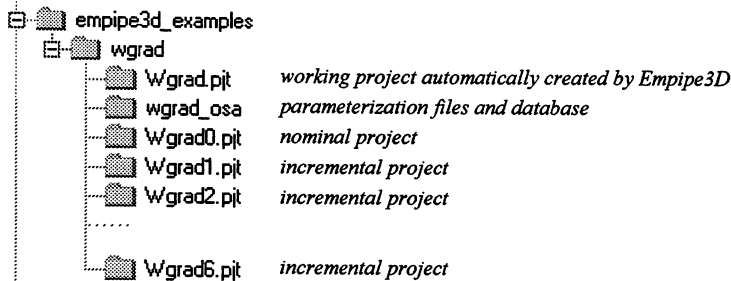 empipe3d_examples
wgrad
Wgrad.pjt working project automatically created by Empipe3D
wgrad_osa parameterization files and database
Wgrad0.pjt nominal project
Wgrad1.pjt incremental project
Wgrad2.pjt incremental project
......
Wgrad6.pjt incremental project